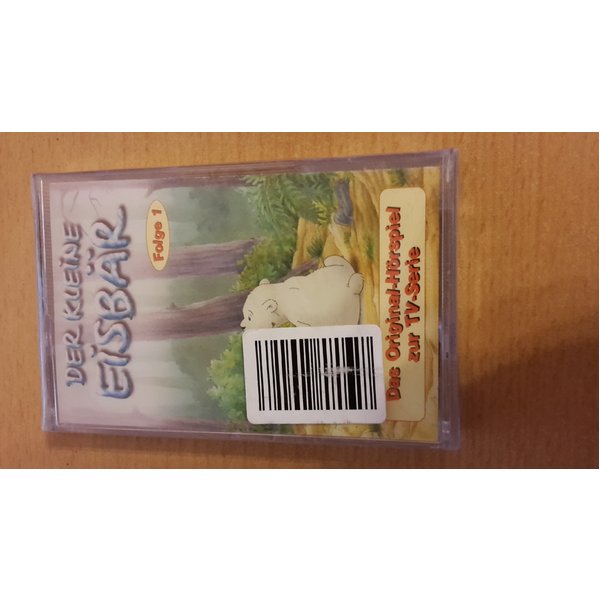 DER KLEINE
EISBÄR
Folge 1
Das Original-Hörspiel
zur TV-Serie